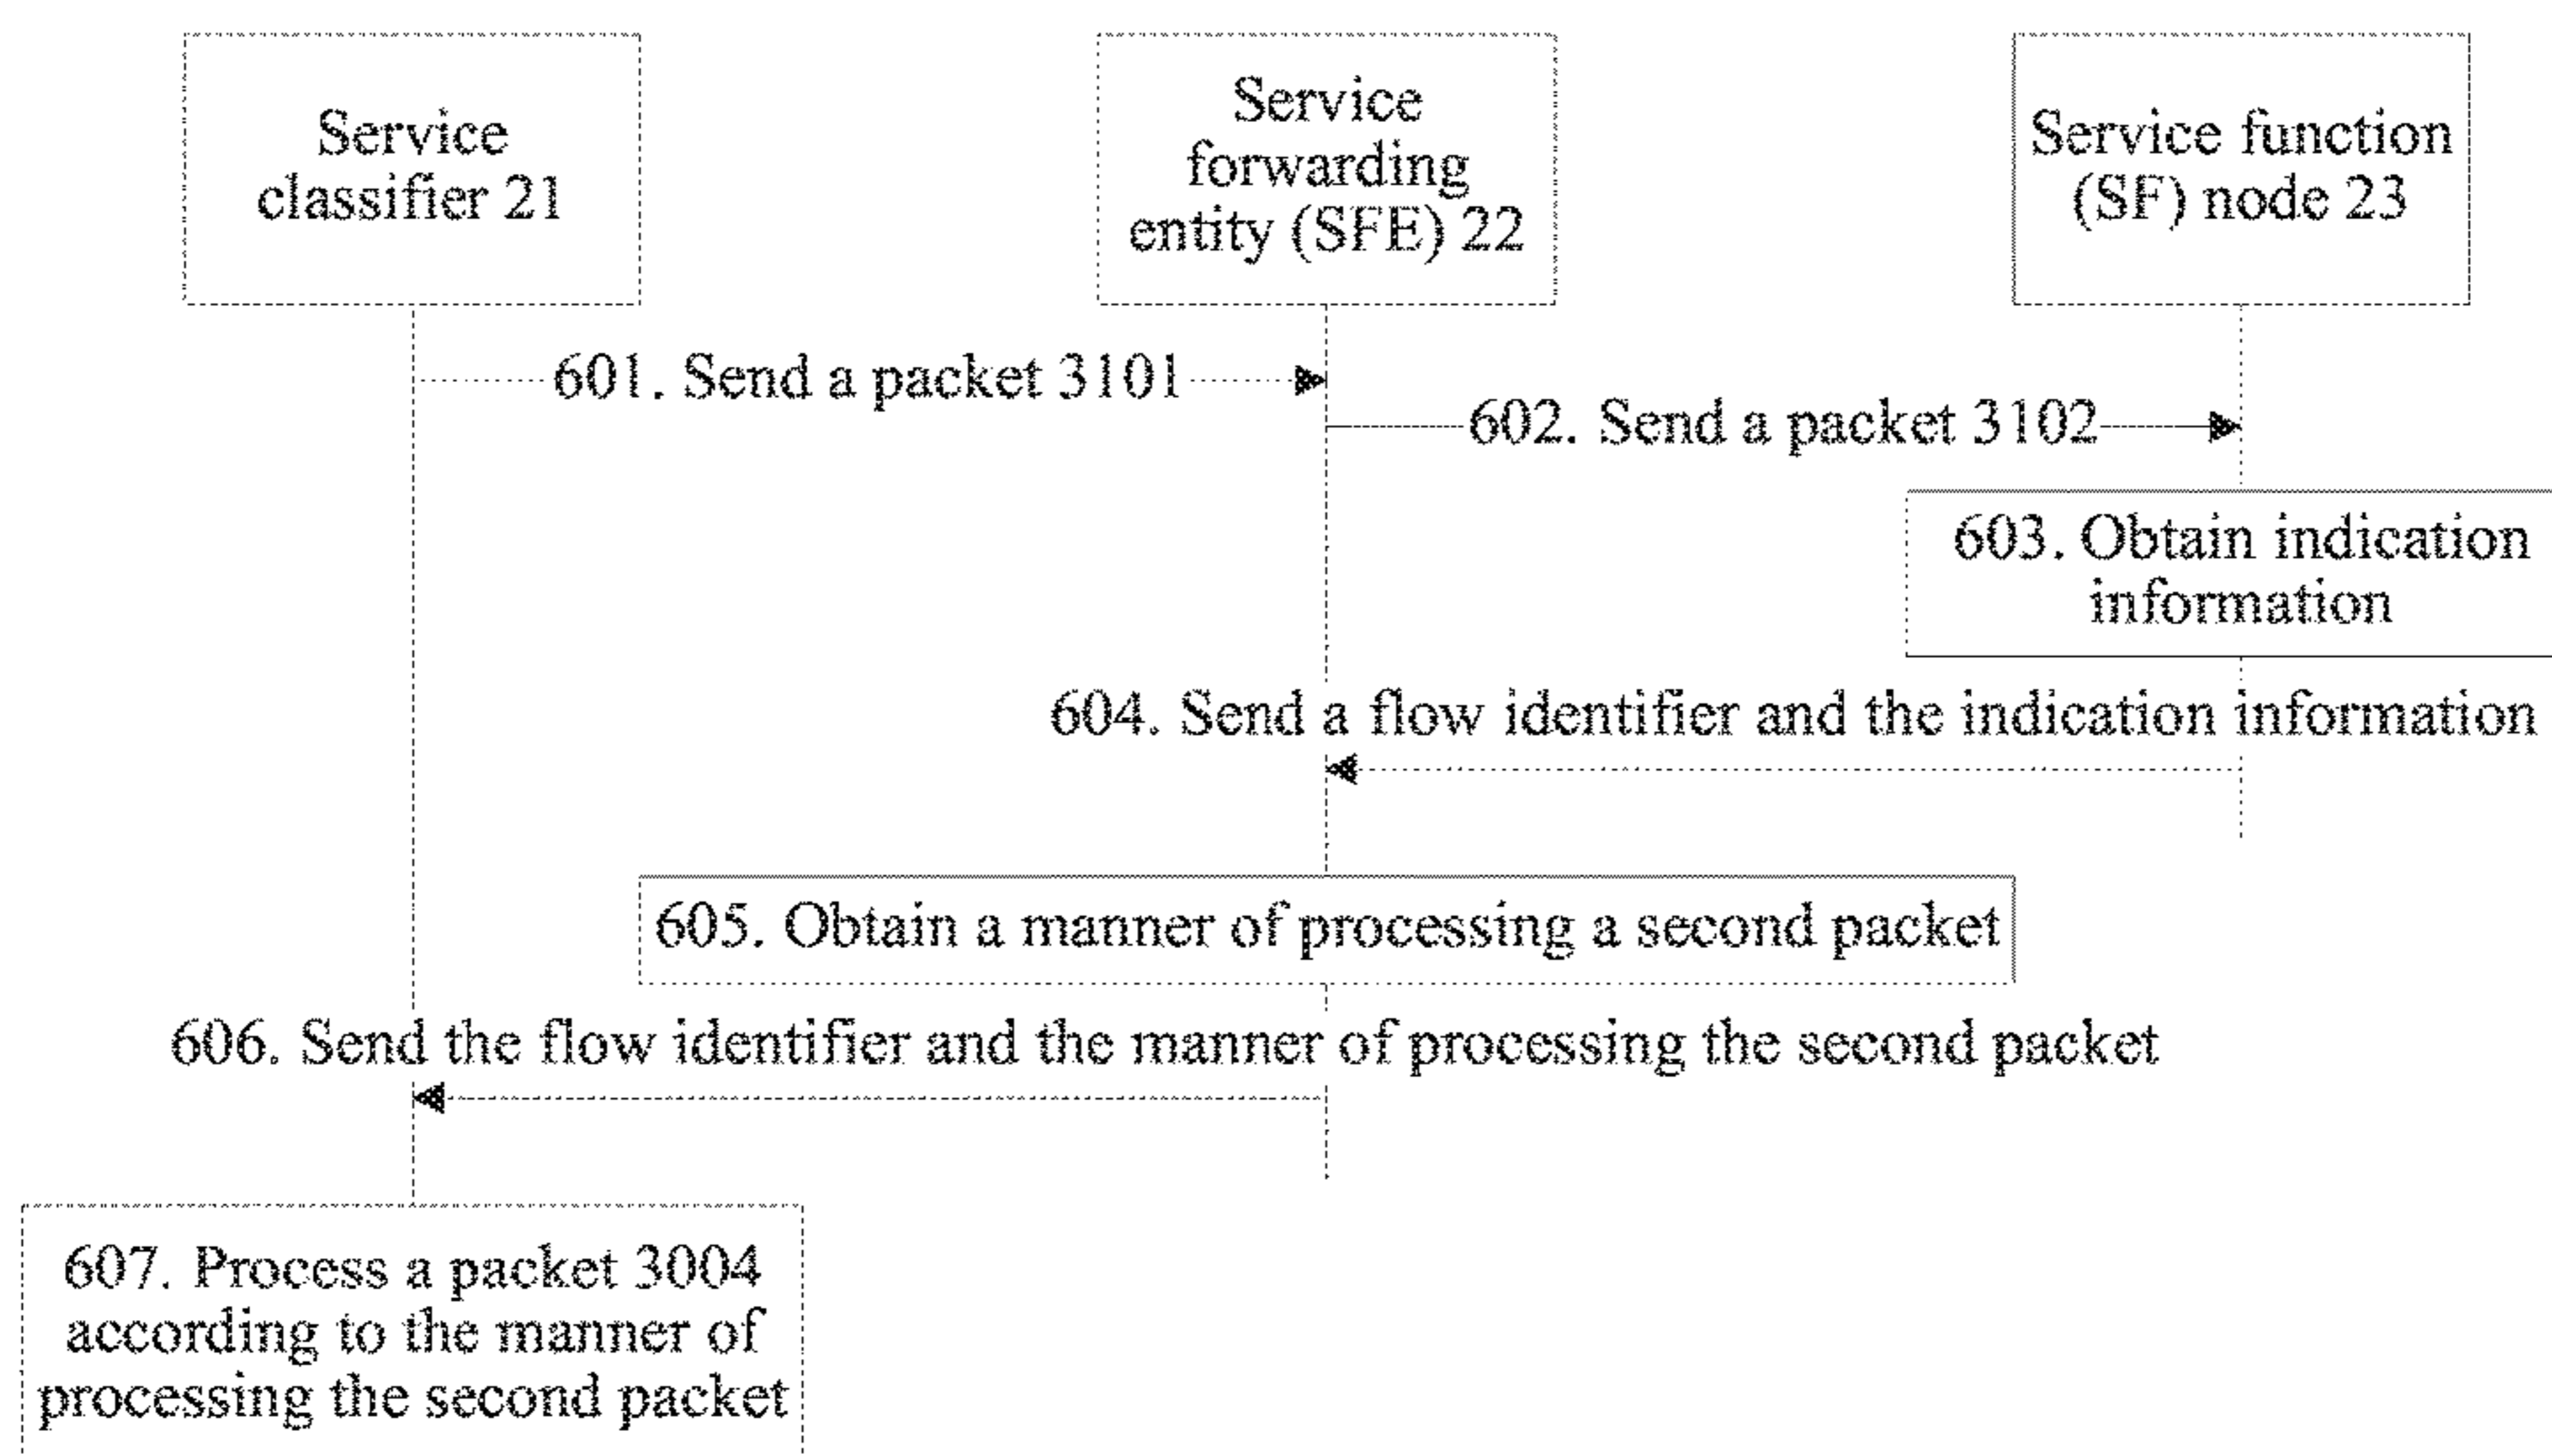 Service
classifier 21
Service
forwarding
entity (SFE) 22
Service function
(SF) node 23
601. Send a packet 3101
602. Send a packet 3102
603. Obtain indication
information
604. Send a flow identifier and the indication information
605. Obtain a manner of processing a second packet
606. Send the flow identifier and the manner of processing the second packet
607. Process a packet 3004
according to the manner of
processing the second packet